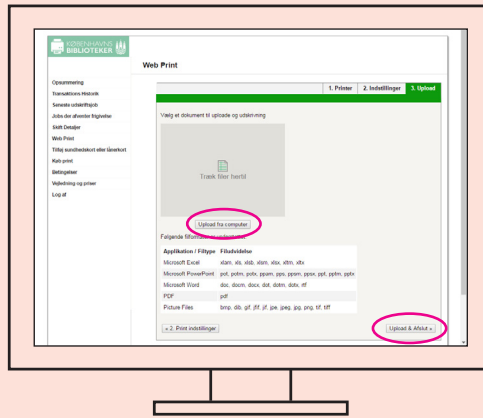 KØBENHAVNS
BIBLIOTEKER
Web Print
Opsummering
Transaktions Historik
Seneste udskriftsjob
Jobs der afventer frigivelse
Skift Detaljer
Web Print
Tilføj sundhedskort eller lånerkort
Køb print
Betingelser
Vejledning og priser
Log af
1. Printer 2. Indstillinger 3. Upload
Vælg et dokument til uploade og udskrivning
Træk filer hertil
Upload fra computer
Følgende filformater er
Applikation / Filtype Filudvidelse
Microsoft Excel xlam, xls, xlsb, xlsm, xlsx, xltm, xltx
Microsoft PowerPoint pot, potm, potx, ppam, pps, ppsm, ppsx, ppt, pptm, pptx
Microsoft Word doc, docm, docx, dot, dotm, dotx, rtf
PDF pdf
Picture Files bmp, dib, gif, jfif, jif, jpe, jpeg, jpg, png, tif, tiff
« 2. Print indstillinger Upload & Afslut »